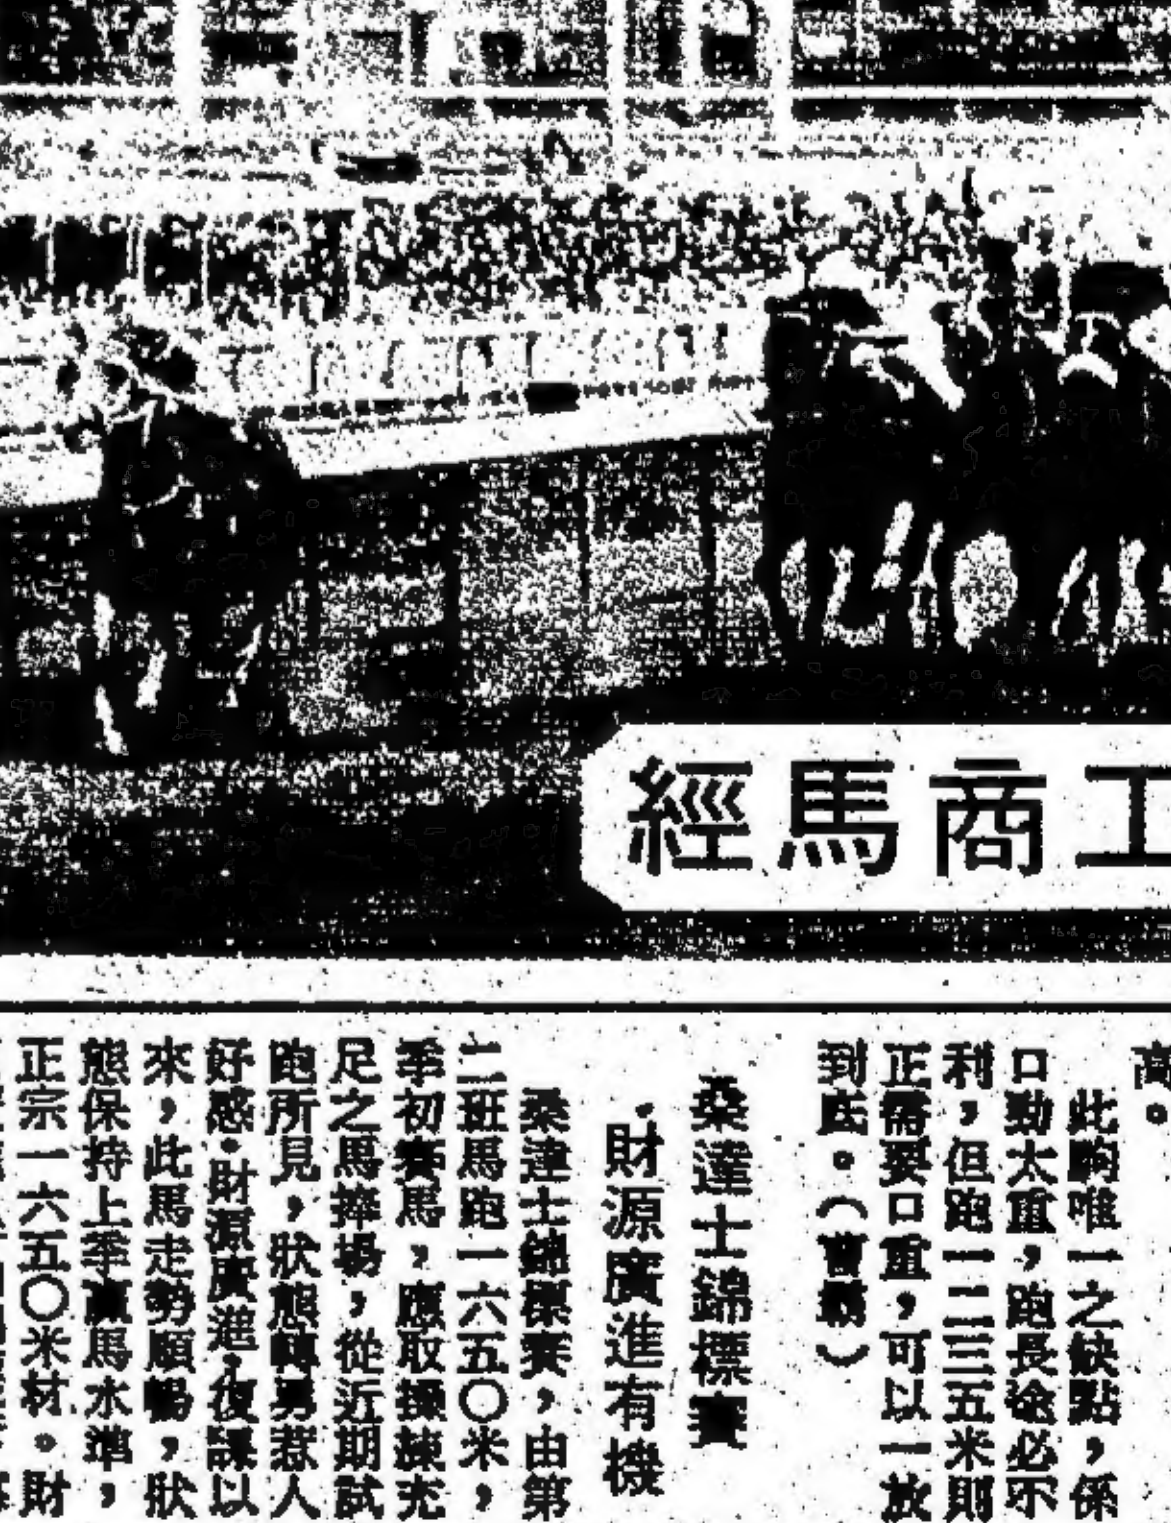 工商馬經
高。
此駒唯一之缺點，係
口勁太重，跑長途必不
利，但跑一二三五米則
正需要口重，可以一放
到底。（曹　）
桑達士錦標賽
財源廣進有機
桑達士錦標賽，由第
二班馬跑一六五〇米，
季初賽馬，應取操練充
足之馬捧場，從近期試
跑所見，狀態轉勇惹人
好感。財源廣進，復課以
來，此馬走勢順暢，狀
態保持上季贏馬水準，
正宗一六五〇米材。財